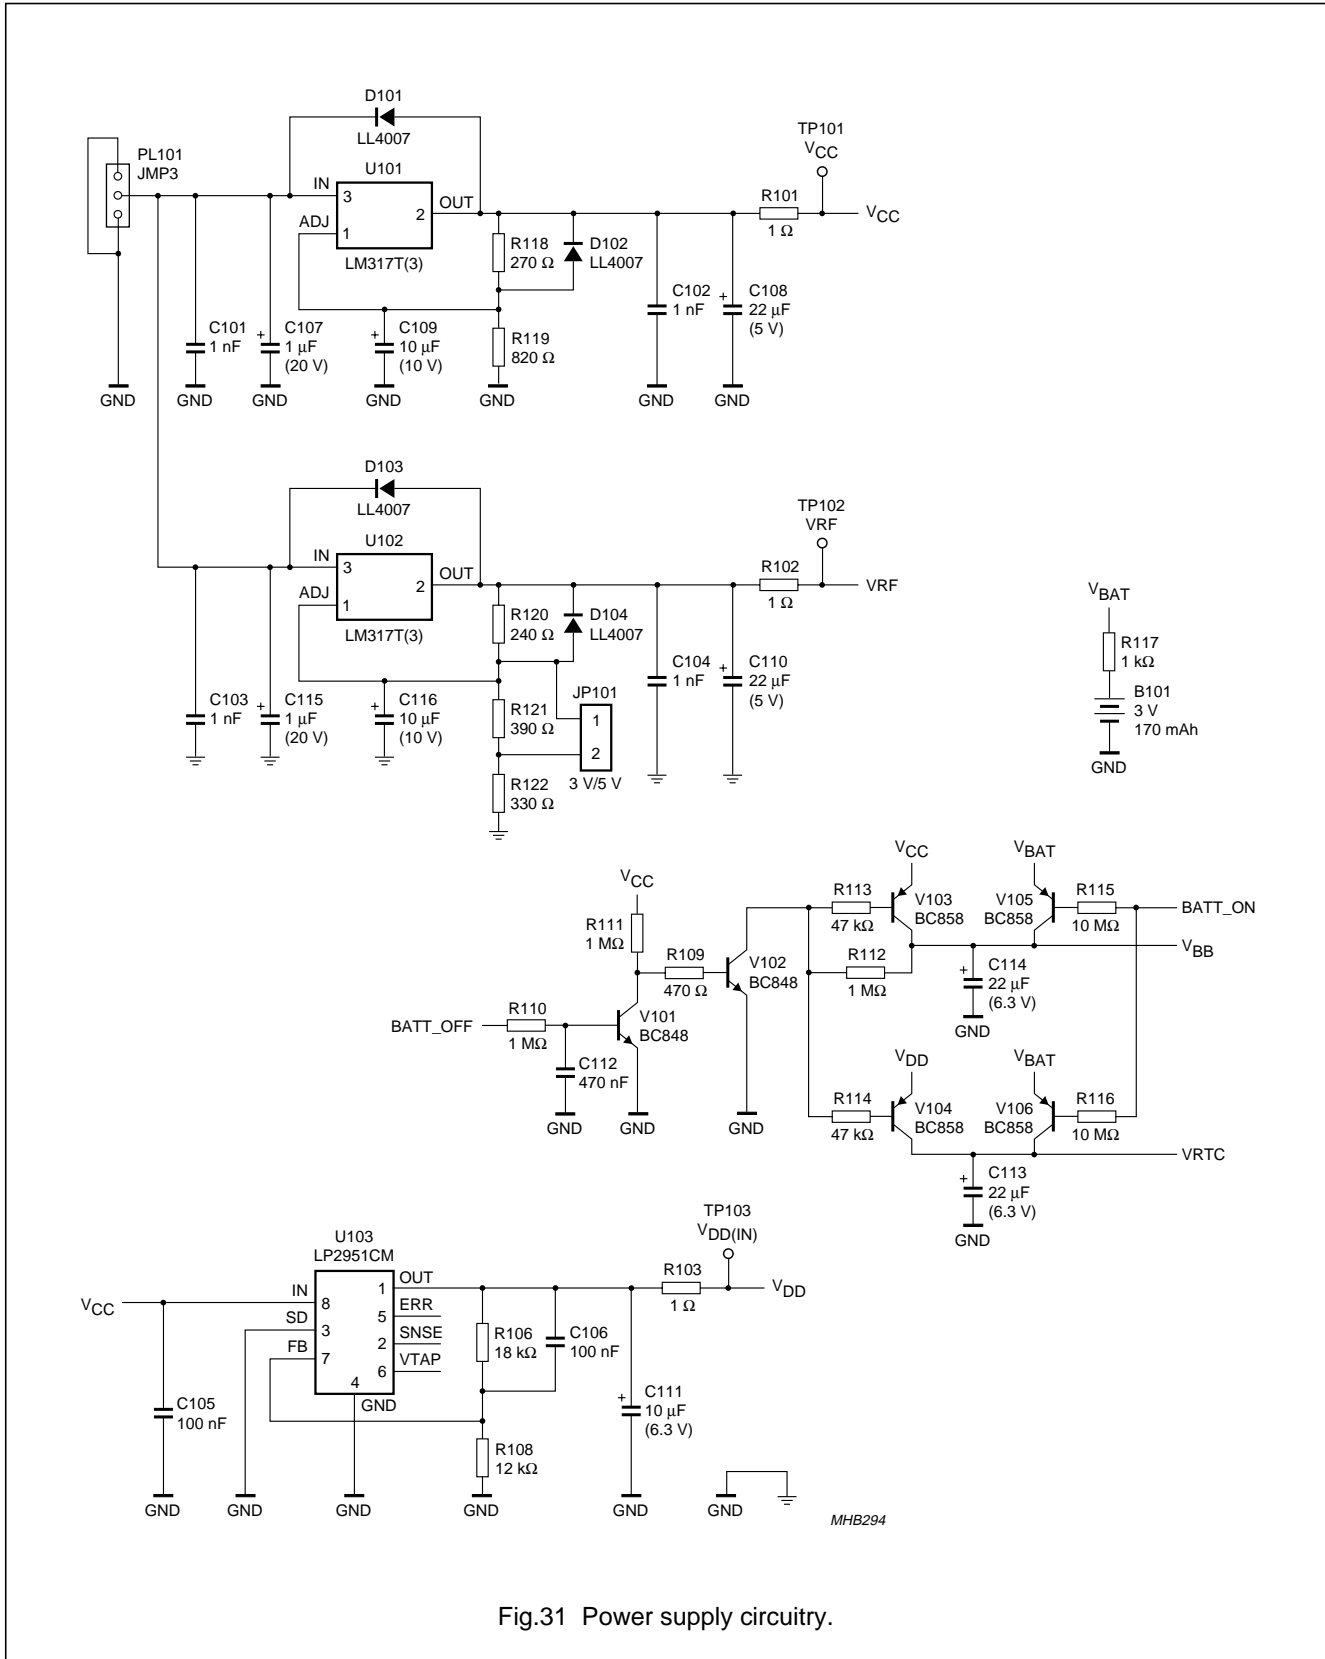 D101
LL4007
PL101
JMP3
U101
IN
3
ADJ
1
2
OUT
LM317T(3)
TP101
VCC
R101
1 Ω
VCC
R118
270 Ω
D102
LL4007
C101
1 nF
+
C107
1 μF
(20 V)
+
C109
10 μF
(10 V)
R119
820 Ω
C102
1 nF
+
C108
22 μF
(5 V)
GND
GND
GND
GND
GND
GND
GND
D103
LL4007
U102
IN
3
ADJ
1
2
OUT
LM317T(3)
TP102
VRF
R102
1 Ω
VRF
R120
240 Ω
D104
LL4007
C103
1 nF
+
C115
1 μF
(20 V)
+
C116
10 μF
(10 V)
R121
390 Ω
JP101
1
2
3 V/5 V
R122
330 Ω
C104
1 nF
+
C110
22 μF
(5 V)
VBAT
R117
1 kΩ
B101
3 V
170 mAh
GND
BATT_OFF
R110
1 MΩ
C112
470 nF
GND
VCC
R111
1 MΩ
V101
BC848
GND
R109
470 Ω
V102
BC848
GND
VCC
R113
47 kΩ
V103
BC858
R112
1 MΩ
VBAT
V105
BC858
R115
10 MΩ
BATT_ON
VBB
+
C114
22 μF
(6.3 V)
GND
VDD
R114
47 kΩ
V104
BC858
VBAT
V106
BC858
R116
10 MΩ
VRTC
+
C113
22 μF
(6.3 V)
GND
U103
LP2951CM
VCC
IN
8
SD
3
FB
7
1
OUT
5
ERR
2
SNSE
6
VTAP
4
GND
C105
100 nF
R106
18 kΩ
C106
100 nF
R108
12 kΩ
+
C111
10 μF
(6.3 V)
TP103
VDD(IN)
R103
1 Ω
VDD
GND
GND
GND
GND
GND
GND
MHB294
Fig.31 Power supply circuitry.